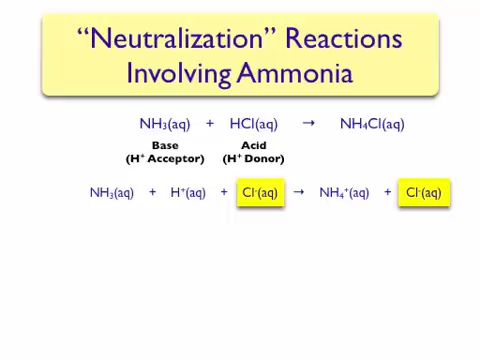 “Neutralization” Reactions
Involving Ammonia
NH₃(aq) + HCl(aq) → NH₄Cl(aq)
Base Acid
(H⁺ Acceptor) (H⁺ Donor)
NH₃(aq) + H⁺(aq) + Cl⁻(aq) → NH₄⁺(aq) + Cl⁻(aq)